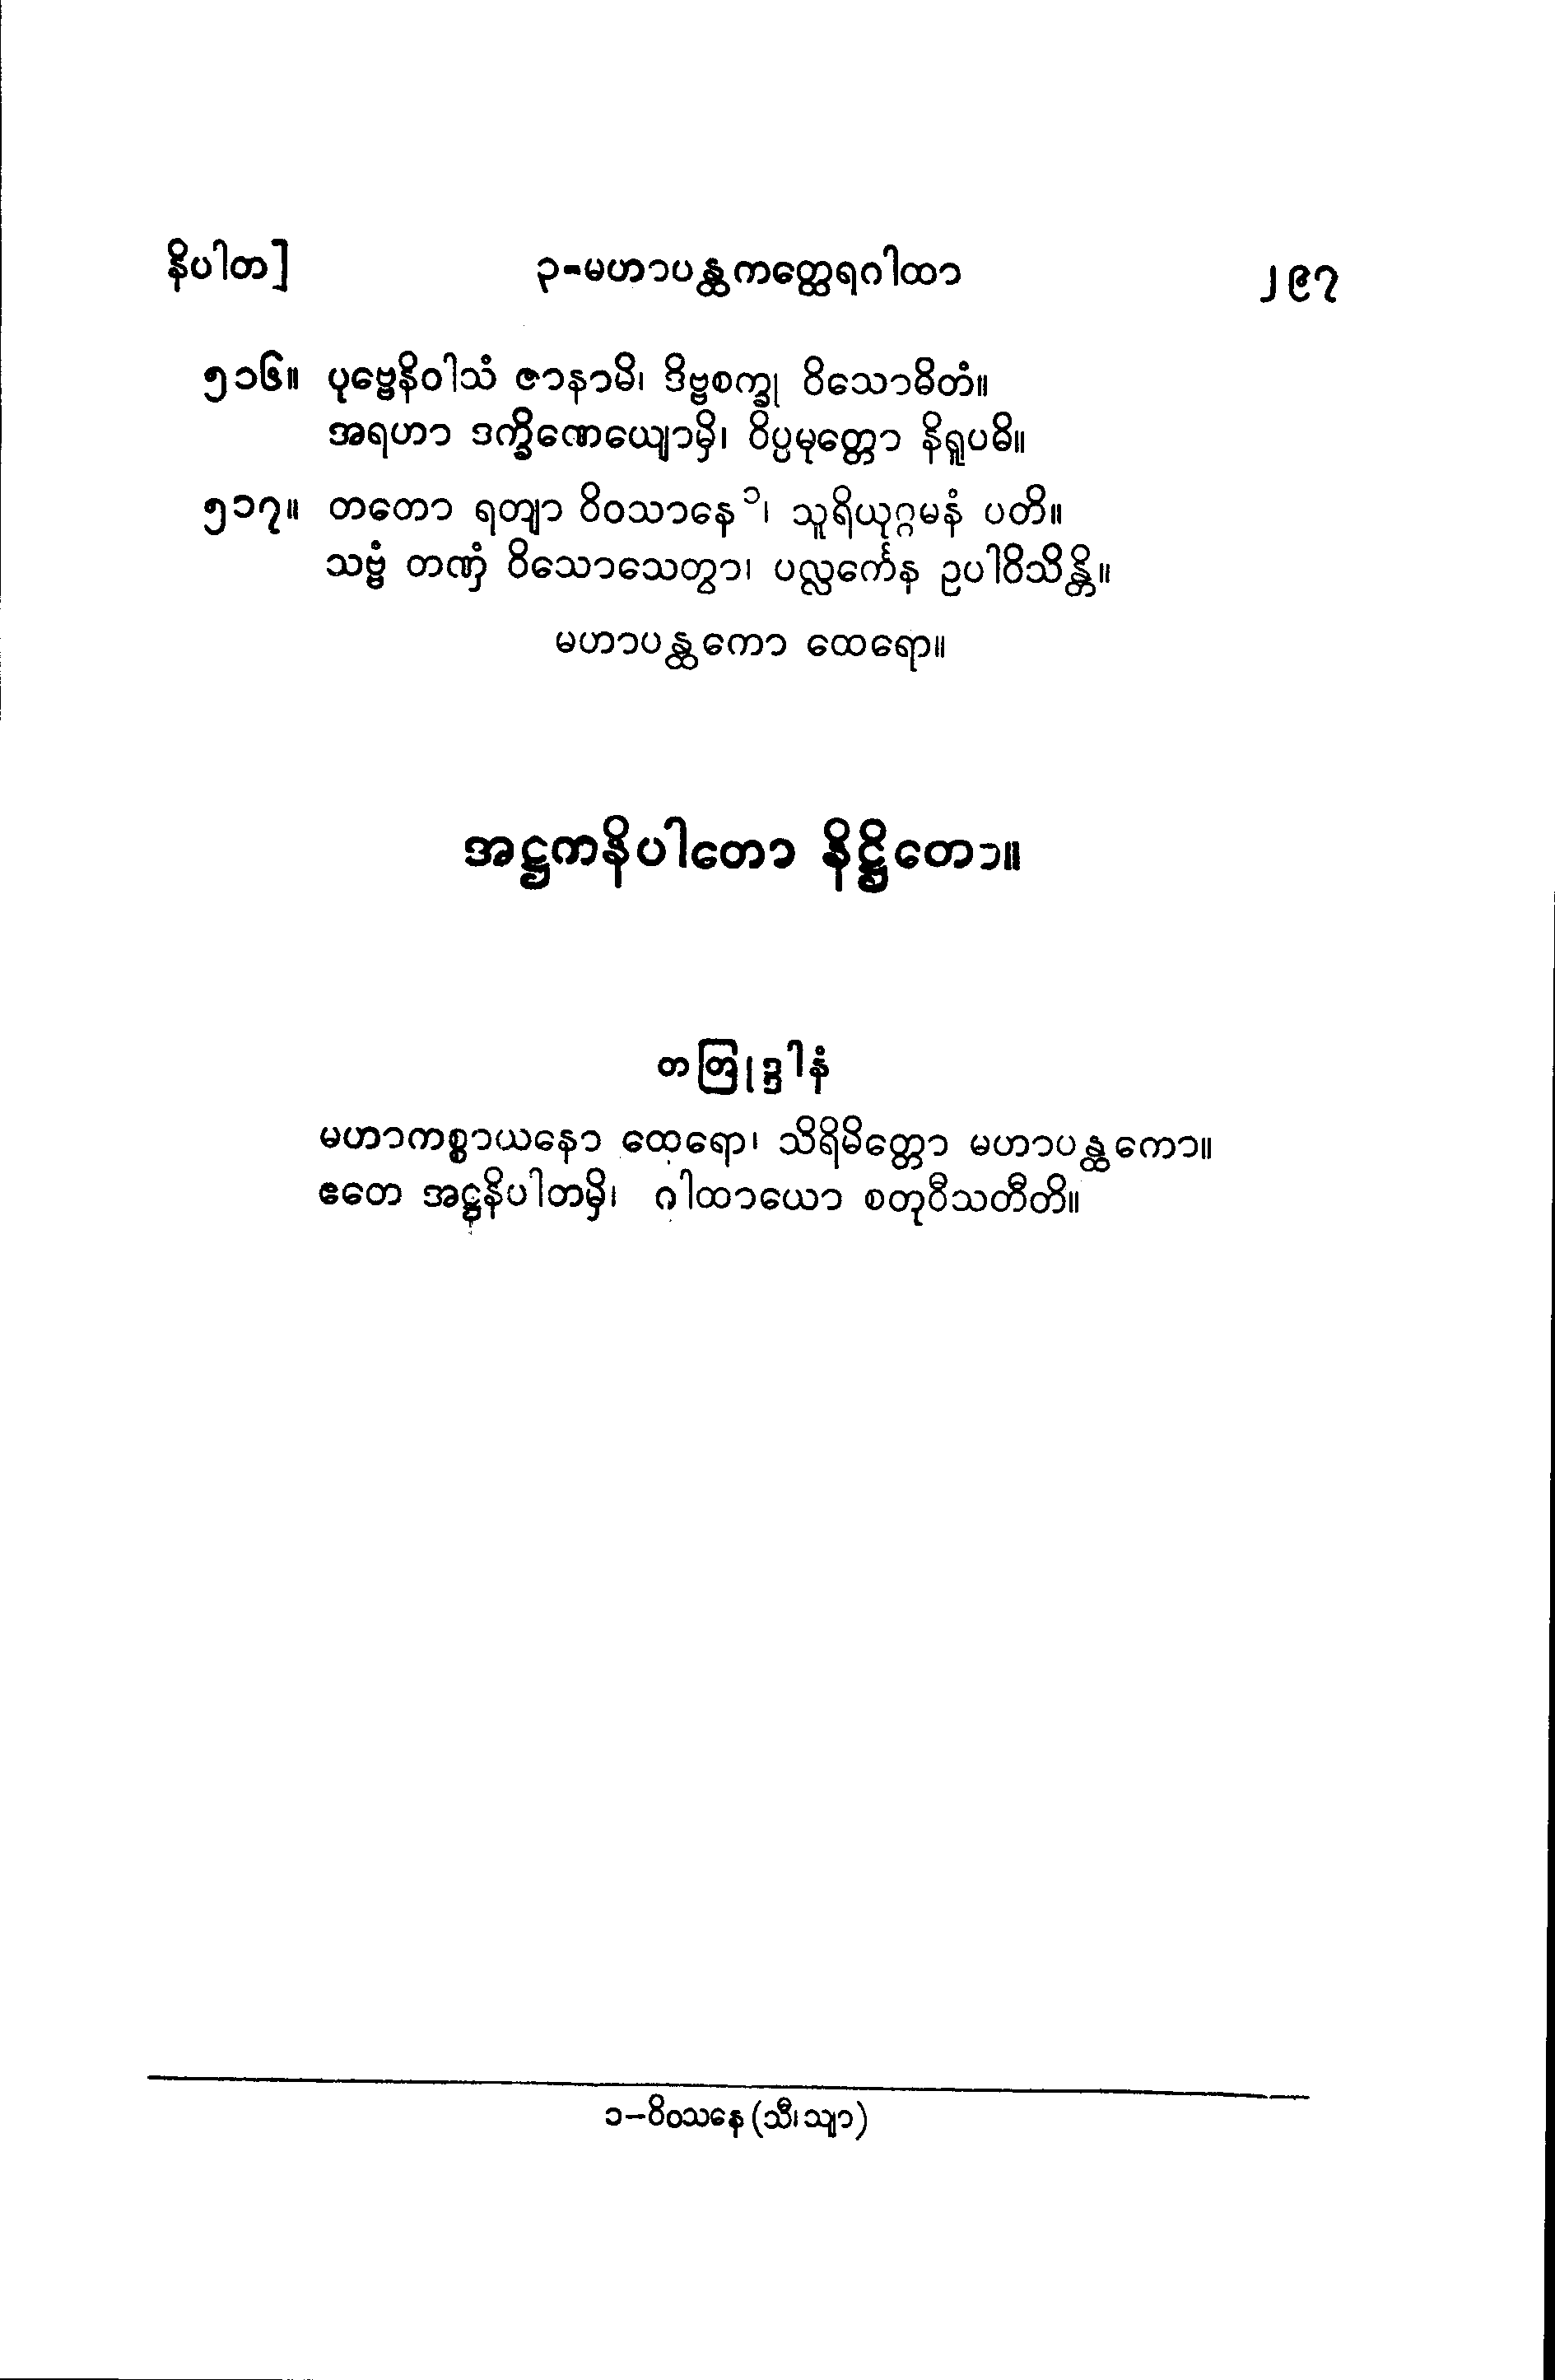 နိပါတ] ၃-မဟာပန္ထကတ္ထေရဂါထာ ၂၉၇
၅၁၆။ ပုဗ္ဗေနိဝါသံ ဇာနာမိ၊ ဒိဗ္ဗစက္ခု ဝိသောဓိတံ။
အရဟာ ဒက္ခိဏေယျောမှိ၊ ဝိပ္ပမုတ္တော နိရူပဓိ။
၅၁၇။ တတော ရတျာ ဝိဝသာနေ ၁၊ သူရိယုဂ္ဂမနံ ပတိ။
သဗ္ဗံ တဏှံ ဝိသောသေတွာ၊ ပလ္လင်္ကေန ဥပါဝိသိန္တိ။
မဟာပန္ထကော ထေရော။
အဋ္ဌကနိပါတော နိဋ္ဌိတော။
တတြုဒ္ဒါနံ
မဟာကစ္စာယနော ထေရော၊ သိရိမိတ္တော မဟာပန္ထကော။
ဧတေ အဋ္ဌနိပါတမှိ၊ ဂါထာယော စတုဝီသတီတိ။
၁–ဝိဝသနေ (သီ၊ သျာ)